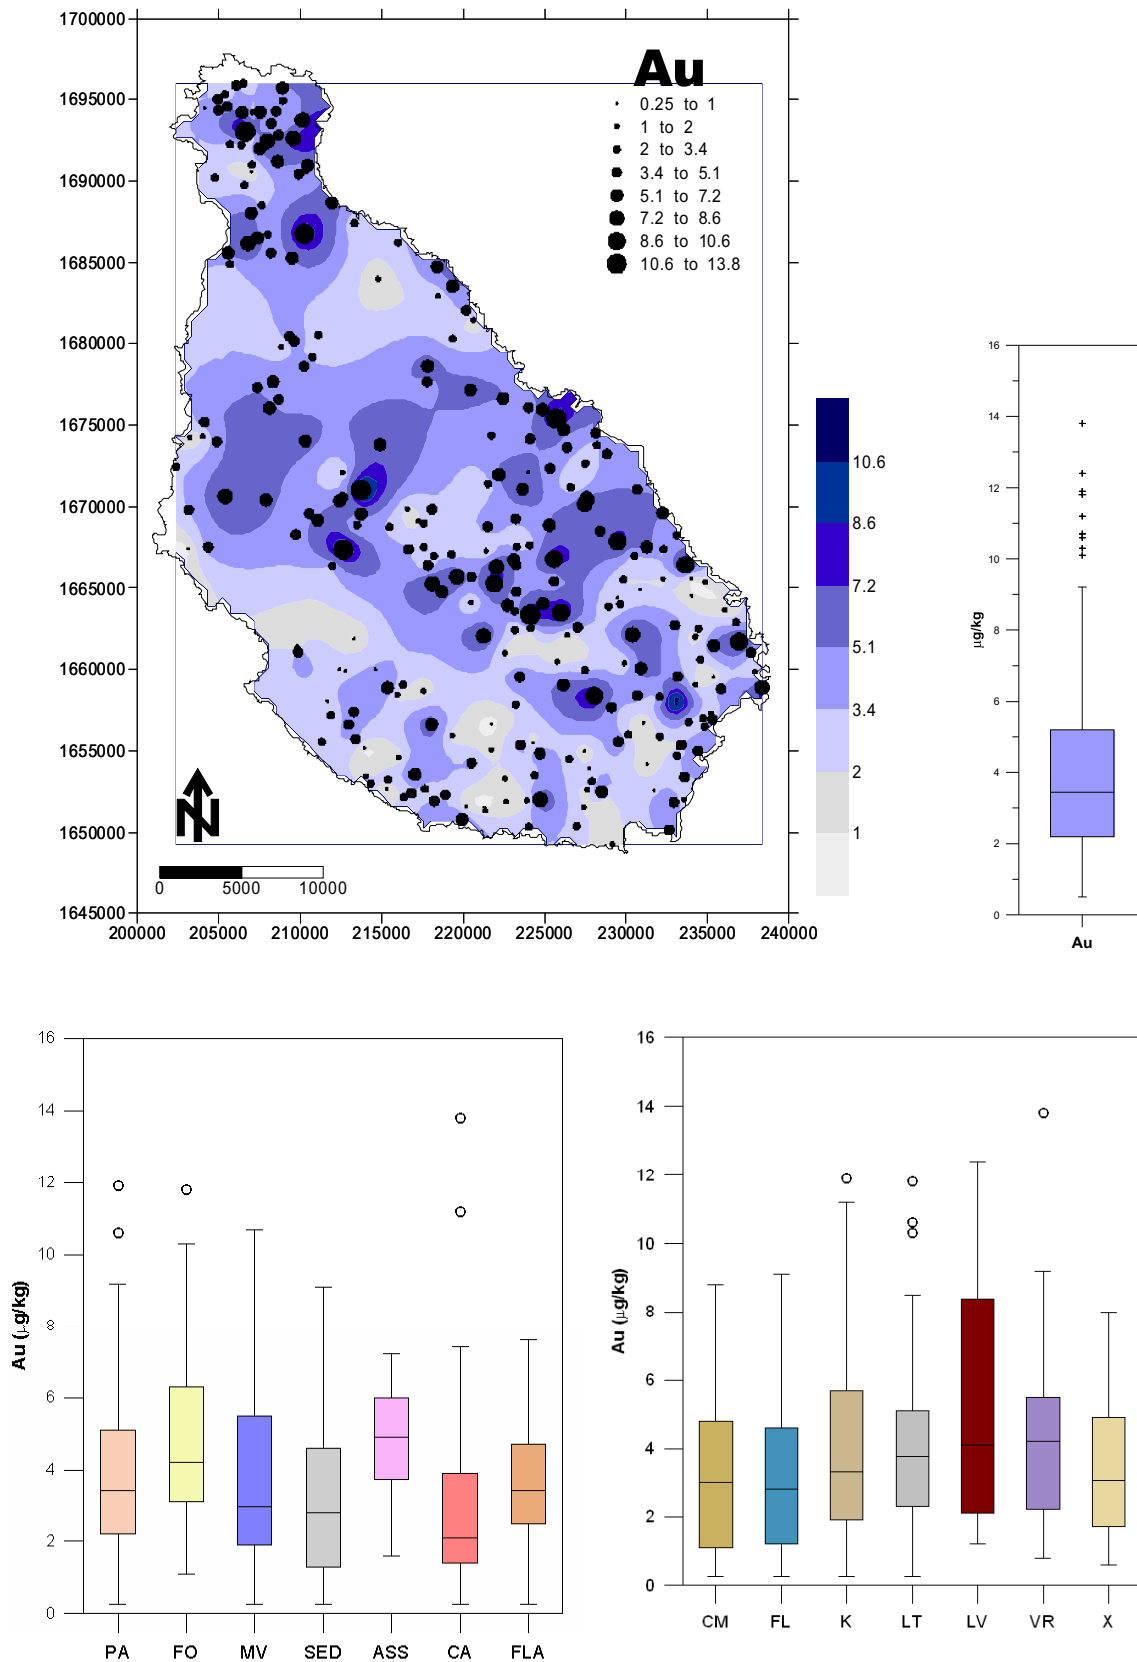 1700000
Au
1695000
0.25 to 1
1 to 2
2 to 3.4
3.4 to 5.1
5.1 to 7.2
7.2 to 8.6
8.6 to 10.6
10.6 to 13.8
1690000
1685000
1680000
1675000
1670000
1665000
1660000
1655000
1650000
1645000
N
0 5000 10000
200000 205000 210000 215000 220000 225000 230000 235000 240000
10.6
8.6
7.2
5.1
3.4
2
1
16
14
12
10
8
6
4
2
0
µg/kg
Au
16
14
12
10
8
6
4
2
0
Au (µg/kg)
PA FO MV SED ASS CA FLA
16
14
12
10
8
6
4
2
0
Au (µg/kg)
CM FL K LT LV VR X